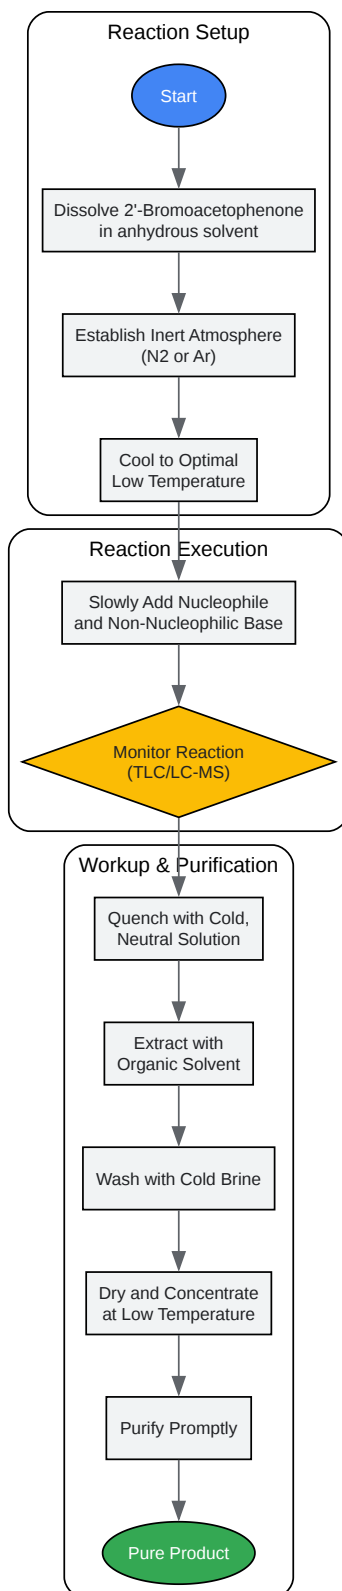 Reaction Setup
Start
Dissolve 2'-Bromoacetophenone
in anhydrous solvent
Establish Inert Atmosphere
(N2 or Ar)
Cool to Optimal
Low Temperature
Reaction Execution
Slowly Add Nucleophile
and Non-Nucleophilic Base
Monitor Reaction
(TLC/LC-MS)
Workup & Purification
Quench with Cold,
Neutral Solution
Extract with
Organic Solvent
Wash with Cold Brine
Dry and Concentrate
at Low Temperature
Purify Promptly
Pure Product